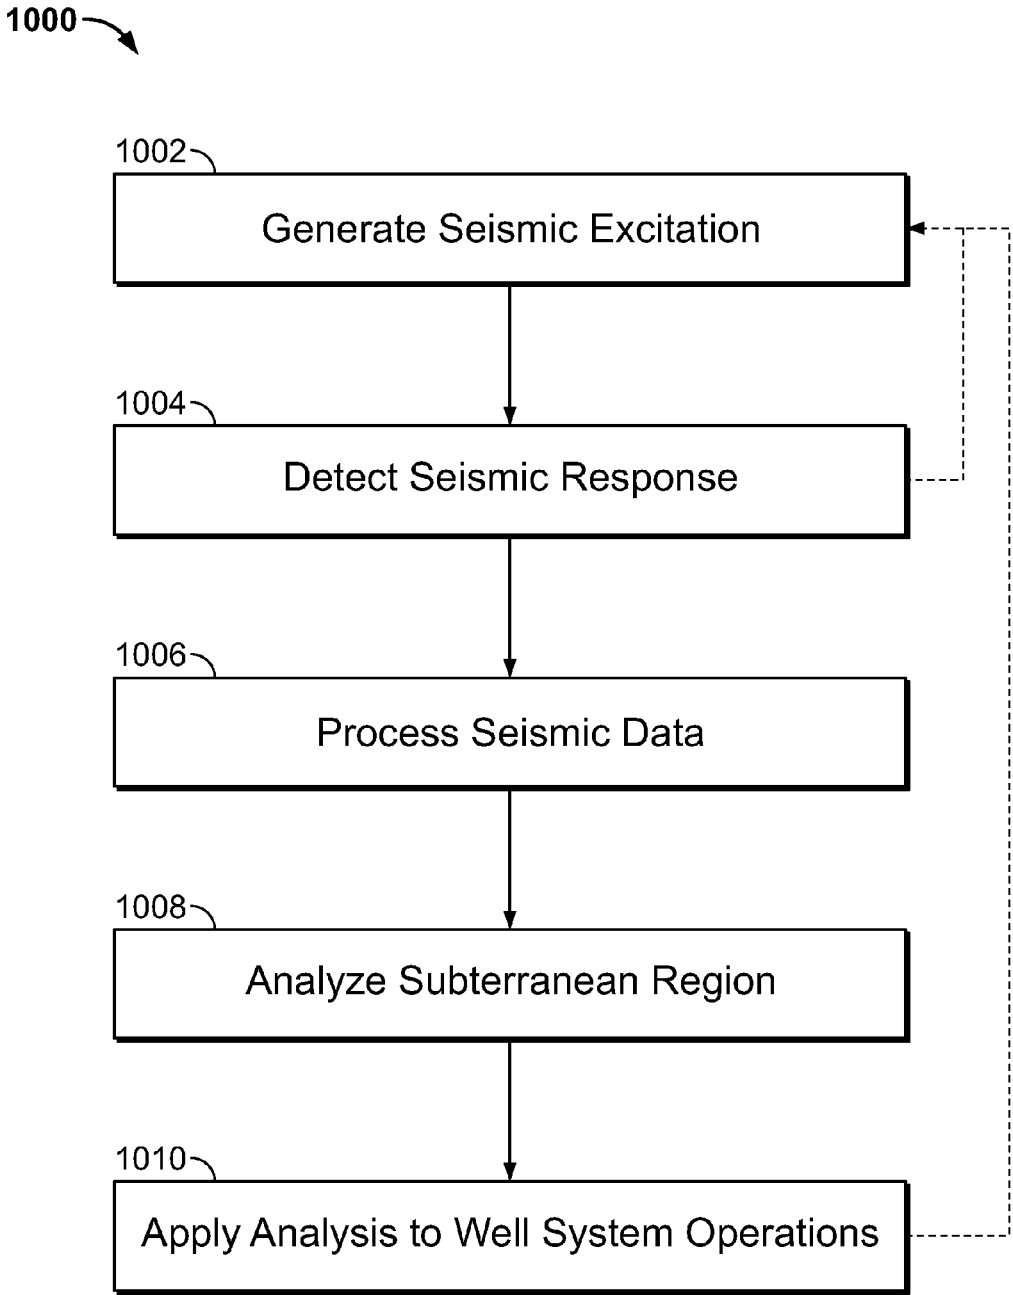 1000
1002
Generate Seismic Excitation
1004
Detect Seismic Response
1006
Process Seismic Data
1008
Analyze Subterranean Region
1010
Apply Analysis to Well System Operations